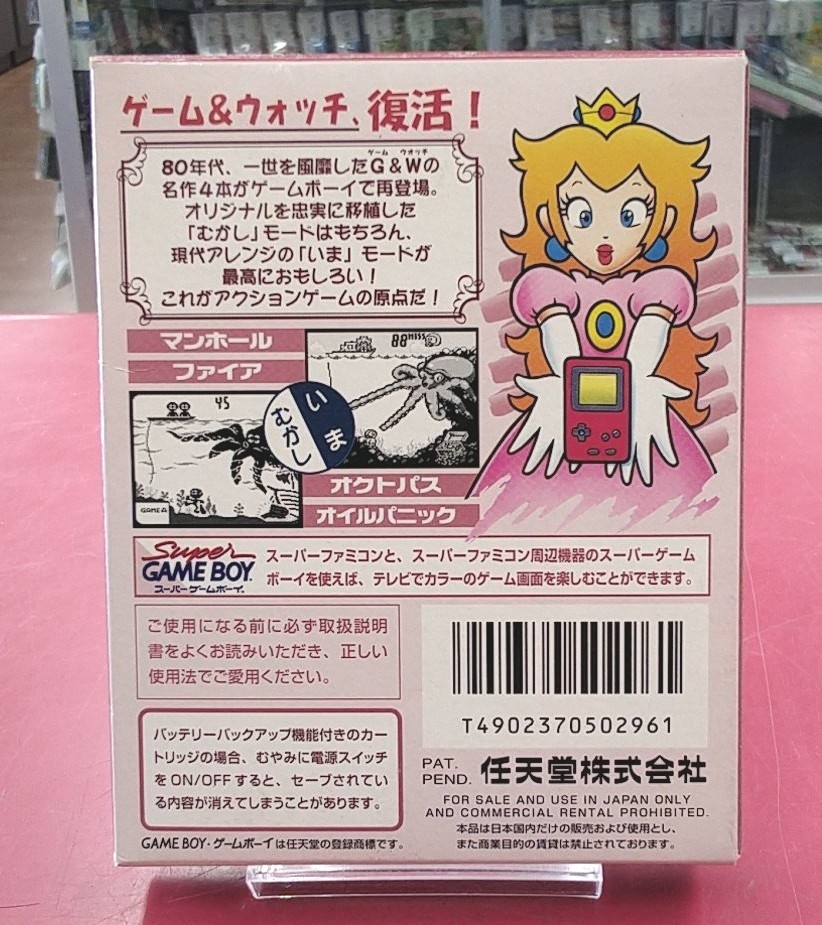 ゲーム&ウォッチ、復活!
ゲーム ウオッチ
80年代、一世を風靡したG&Wの
名作4本がゲームボーイで再登場。
オリジナルを忠実に移植した
「むかし」モードはもちろん、
現代アレンジの「いま」モードが
最高におもしろい!
これがアクションゲームの原点だ!
マンホール
ファイア
88 MISS
45
GAME A
いま
むかし
オクトパス
オイルパニック
Super
GAME BOY.
スーパーゲームボーイ.
スーパーファミコンと、スーパーファミコン周辺機器のスーパーゲーム
ボーイを使えば、テレビでカラーのゲーム画面を楽しむことができます。
ご使用になる前に必ず取扱説明
書をよくお読みいただき、正しい
使用法でご愛用ください。
バッテリーバックアップ機能付きのカー
トリッジの場合、むやみに電源スイッチ
をON/OFFすると、セーブされてい
る内容が消えてしまうことがあります。
GAME BOY・ゲームボーイは任天堂の登録商標です。
T4902370502961
PAT.
PEND.
任天堂株式会社
FOR SALE AND USE IN JAPAN ONLY
AND COMMERCIAL RENTAL PROHIBITED.
本品は日本国内だけの販売および使用とし、
また商業目的の賃貸は禁止されております。